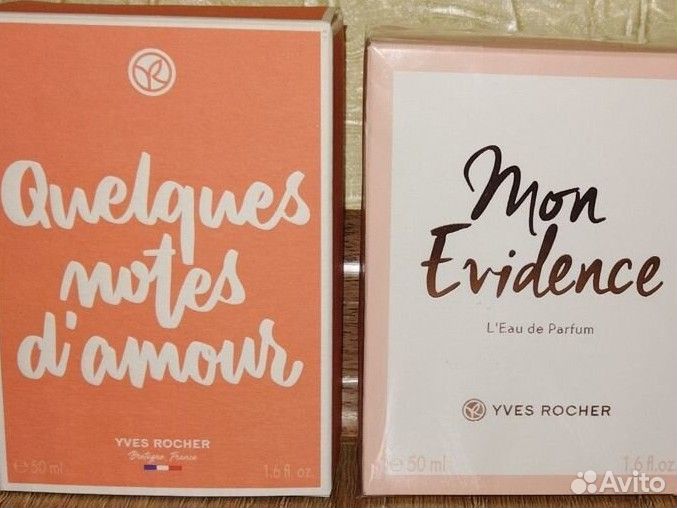 Quelques
notes
d'amour
YVES ROCHER
Bretagne, France
℮ 50 ml
1.6 fl.oz.
Mon
Evidence
L'Eau de Parfum
YVES ROCHER
℮ 50 ml
1.6 fl.oz.
Avito